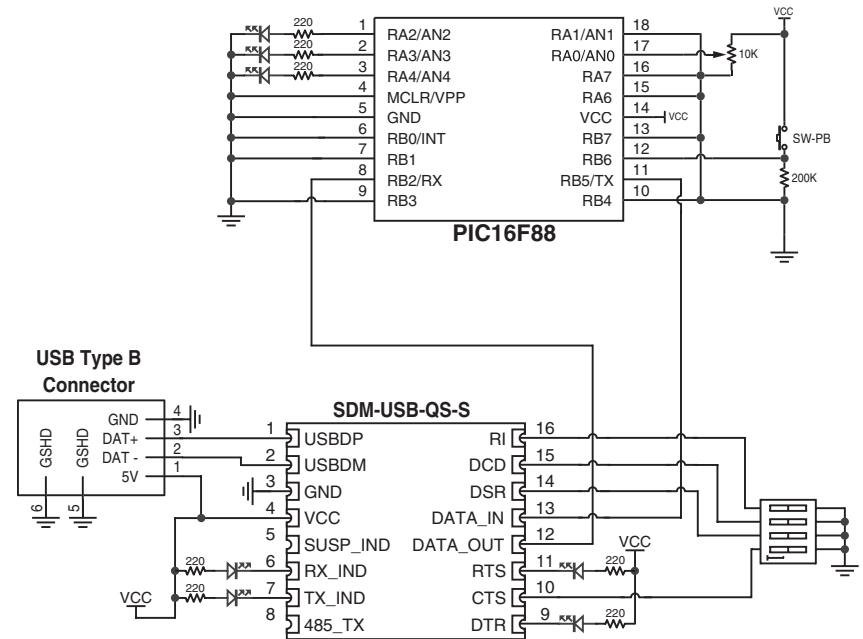 VCC
220
220
220
1
2
3
4
5
6
7
8
9
RA2/AN2
RA3/AN3
RA4/AN4
MCLR/VPP
GND
RB0/INT
RB1
RB2/RX
RB3
RA1/AN1
RA0/AN0
RA7
RA6
VCC
RB7
RB6
RB5/TX
RB4
18
17
16
15
14
13
12
11
10
VCC
10K
SW-PB
200K
PIC16F88
USB Type B
Connector
GSHD
GSHD
GND
DAT+
DAT -
5V
4
3
2
1
6
5
SDM-USB-QS-S
1
2
3
4
5
6
7
8
USBDP
USBDM
GND
VCC
SUSP_IND
RX_IND
TX_IND
485_TX
RI
DCD
DSR
DATA_IN
DATA_OUT
RTS
CTS
DTR
16
15
14
13
12
11
10
9
220
220
VCC
VCC
220
220